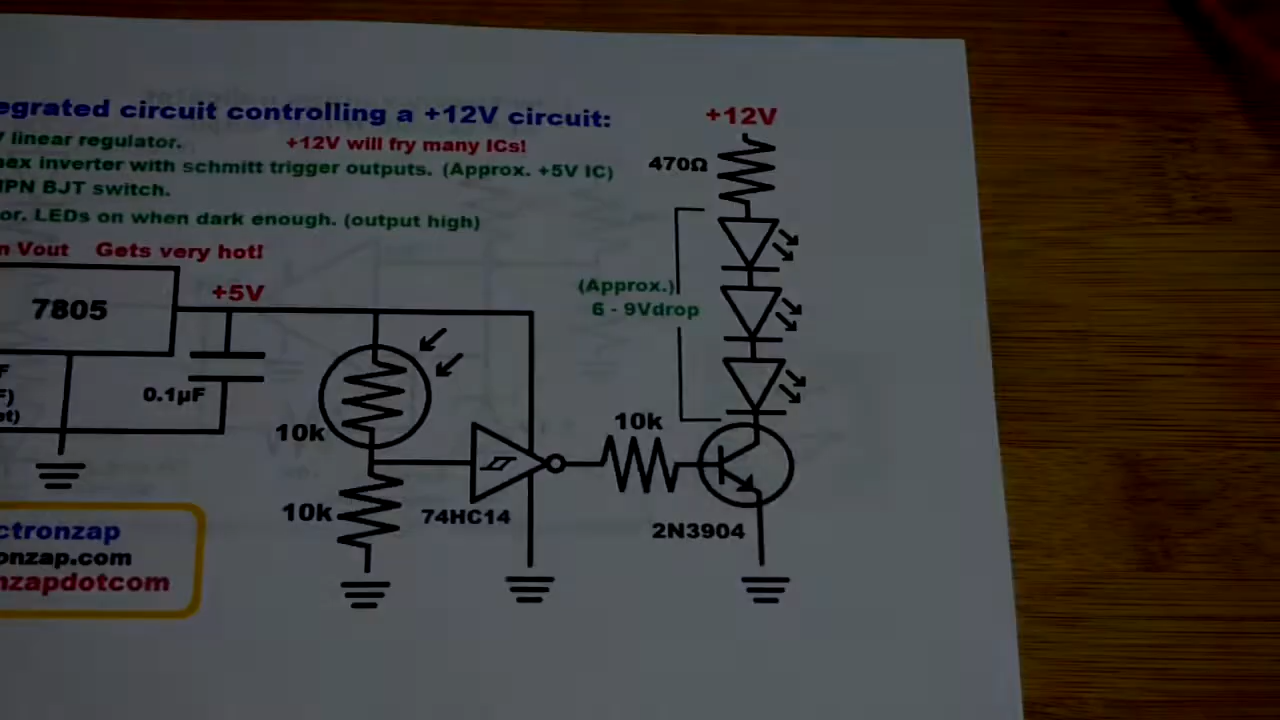 egrated circuit controlling a +12V circuit:
linear regulator. +12V will fry many ICs!
hex inverter with schmitt trigger outputs. (Approx. +5V IC)
NPN BJT switch.
or. LEDs on when dark enough. (output high)
n Vout Gets very hot!
+12V
470Ω
(Approx.)
6 - 9Vdrop
7805
+5V
0.1µF
F
F)
et)
10k
10k
74HC14
10k
2N3904
ctronzap
onzap.com
nzapdotcom